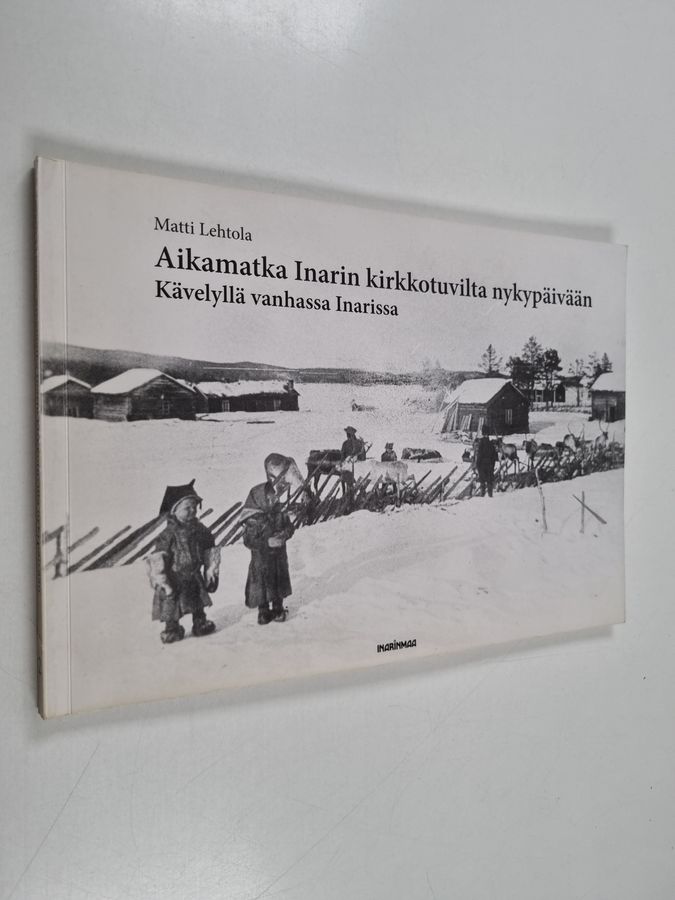 Matti Lehtola
Aikamatka Inarin kirkkotuvilta nykypäivään
Kävelyllä vanhassa Inarissa
INARINMAA